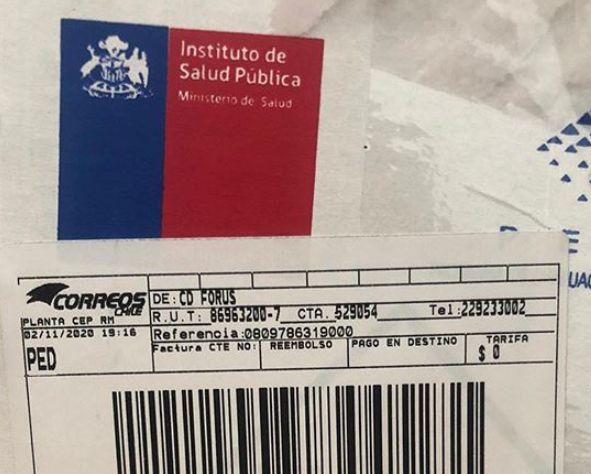 Instituto de
Salud Pública
Ministerio de Salud
CORREOS
CHILE
PLANTA CEP RM
02/11/2020 19:16
PED
DE: CD FORUS
R.U.T: 86963200-7 CTA. 529054 Tel:229233002
Referencia:0809786319000
Factura CTE NO: REEMBOLSO PAGO EN DESTINO TARIFA
$ 0